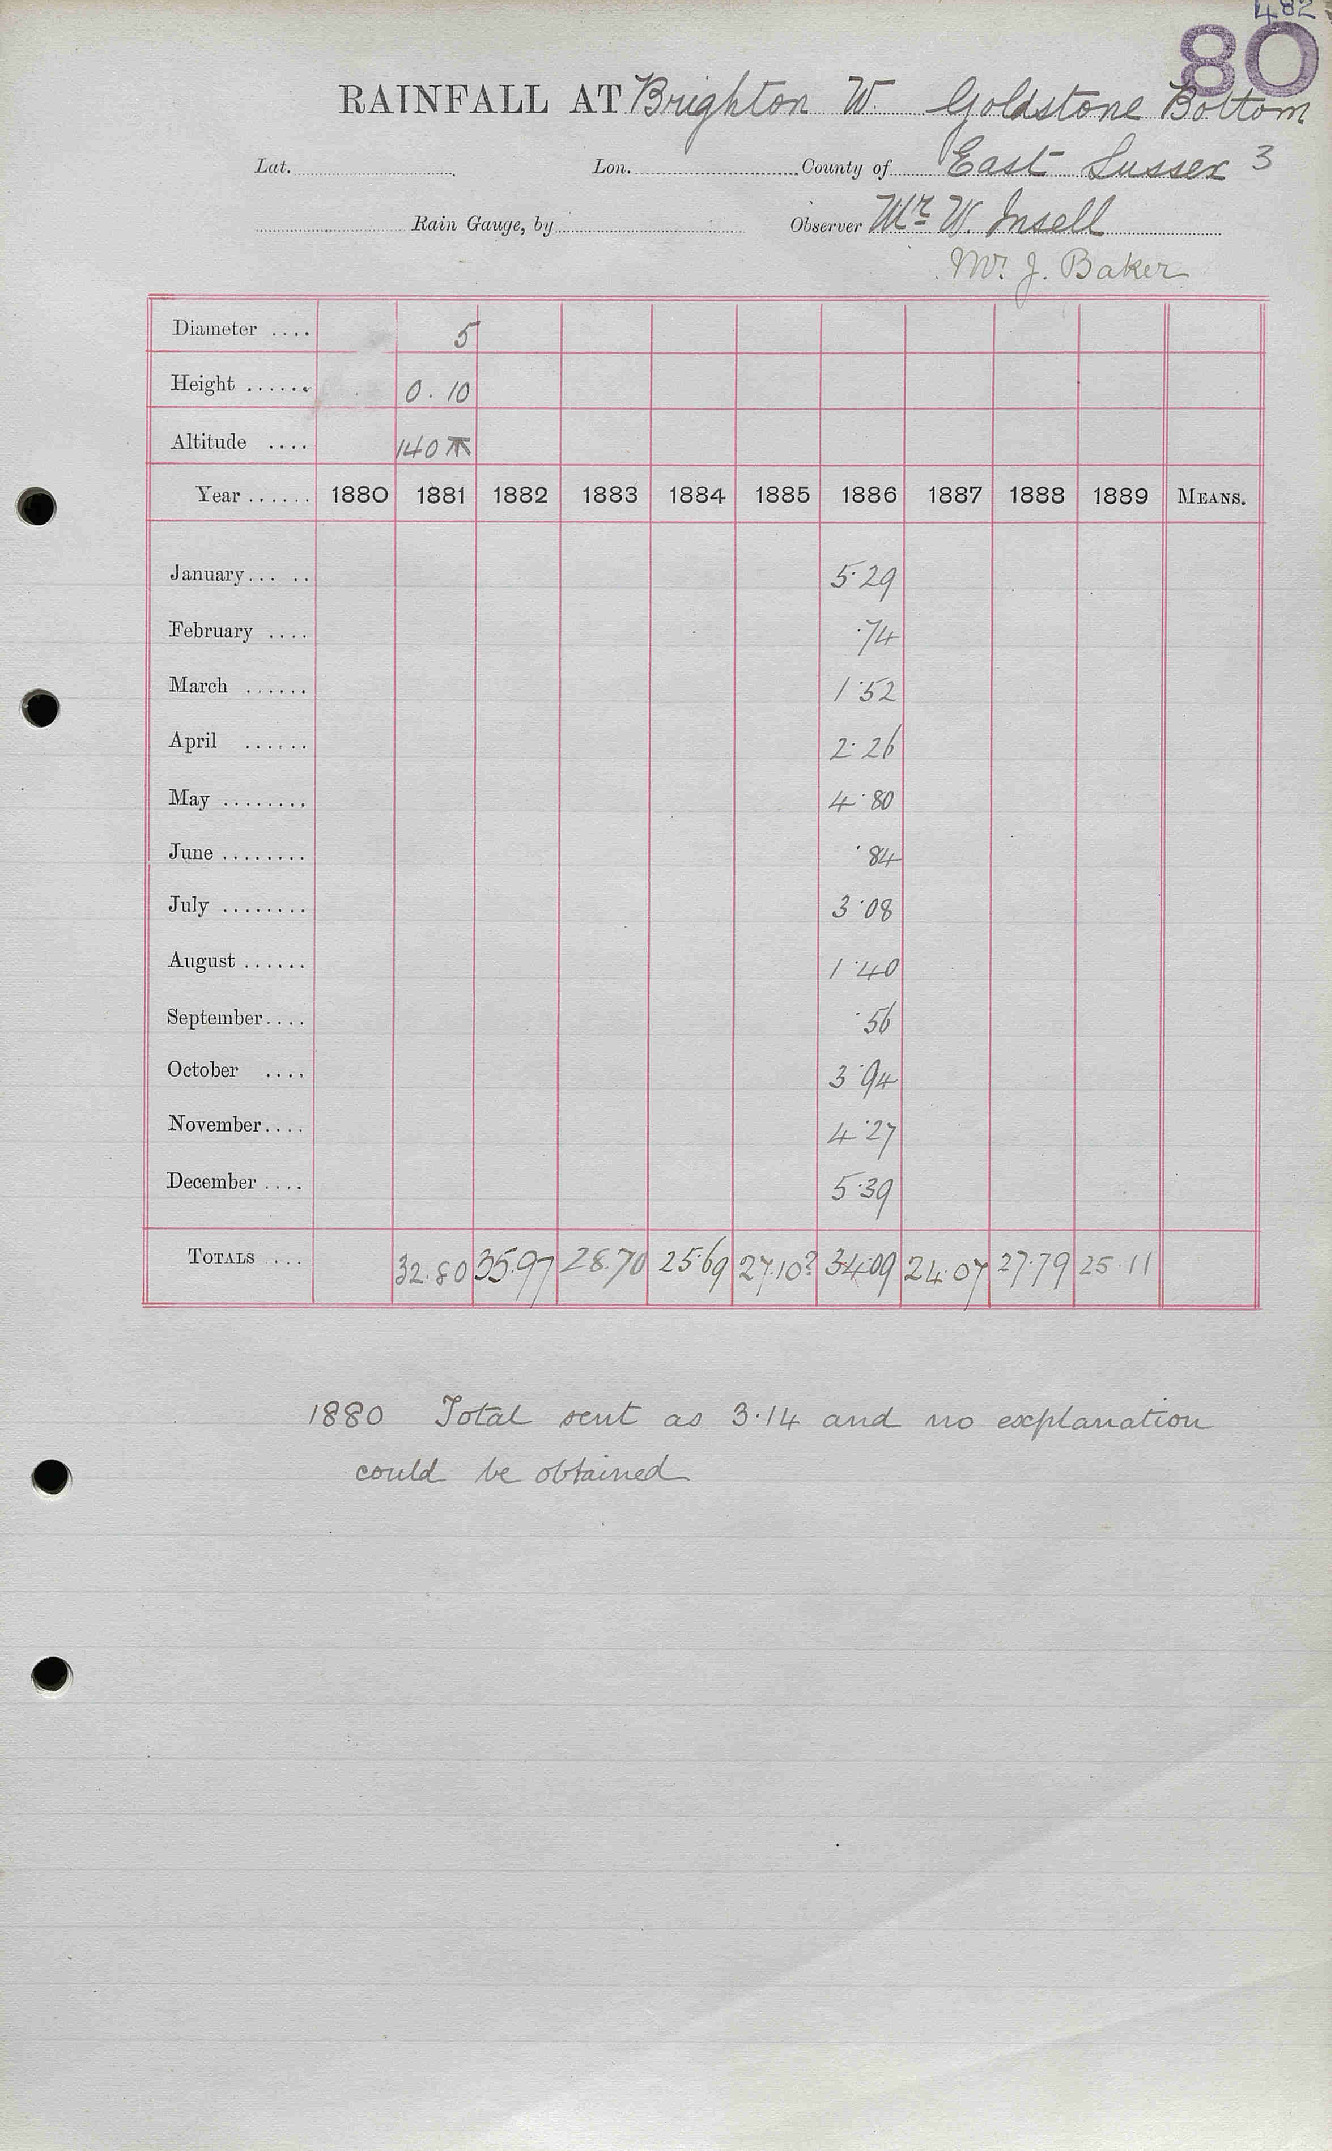 482
80
RAINFALL AT Brighton W. Goldstone Bottom
Lat. Lon. County of East Sussex 3
Rain Gauge, by Observer Mr. W. Insell
Mr. J. Baker
Diameter .... 5
Height ...... 0.10
Altitude .... 140
Year ...... 1880 1881 1882 1883 1884 1885 1886 1887 1888 1889 MEANS.
January... .. 5.29
February .... .74
March ...... 1.52
April ...... 2.26
May ........ 4.80
June ........ .84
July ........ 3.08
August ...... 1.40
September.... .56
October .... 3.94
November.... 4.27
December .... 5.39
TOTALS ... 32.80 35.97 28.70 25.69 27.10? 34.09 24.07 27.79 25.11
1880 Total sent as 3.14 and no explanation
could be obtained